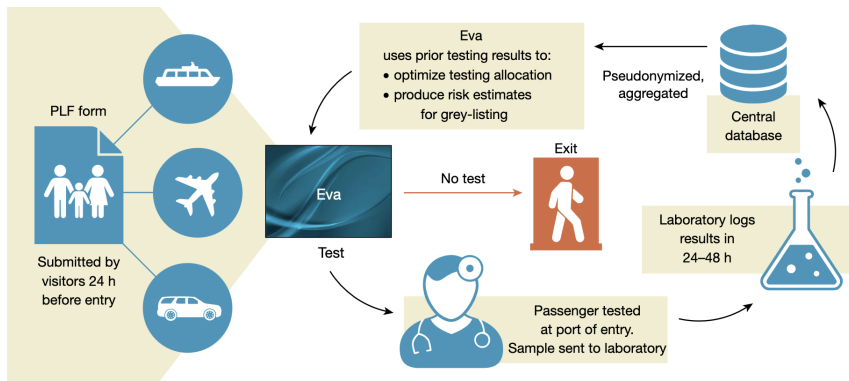 PLF form
Submitted by
visitors 24 h
before entry
Eva
uses prior testing results to:
• optimize testing allocation
• produce risk estimates
for grey-listing
Eva
No test
Exit
Test
Passenger tested
at port of entry.
Sample sent to laboratory
Laboratory logs
results in
24–48 h
Central
database
Pseudonymized,
aggregated